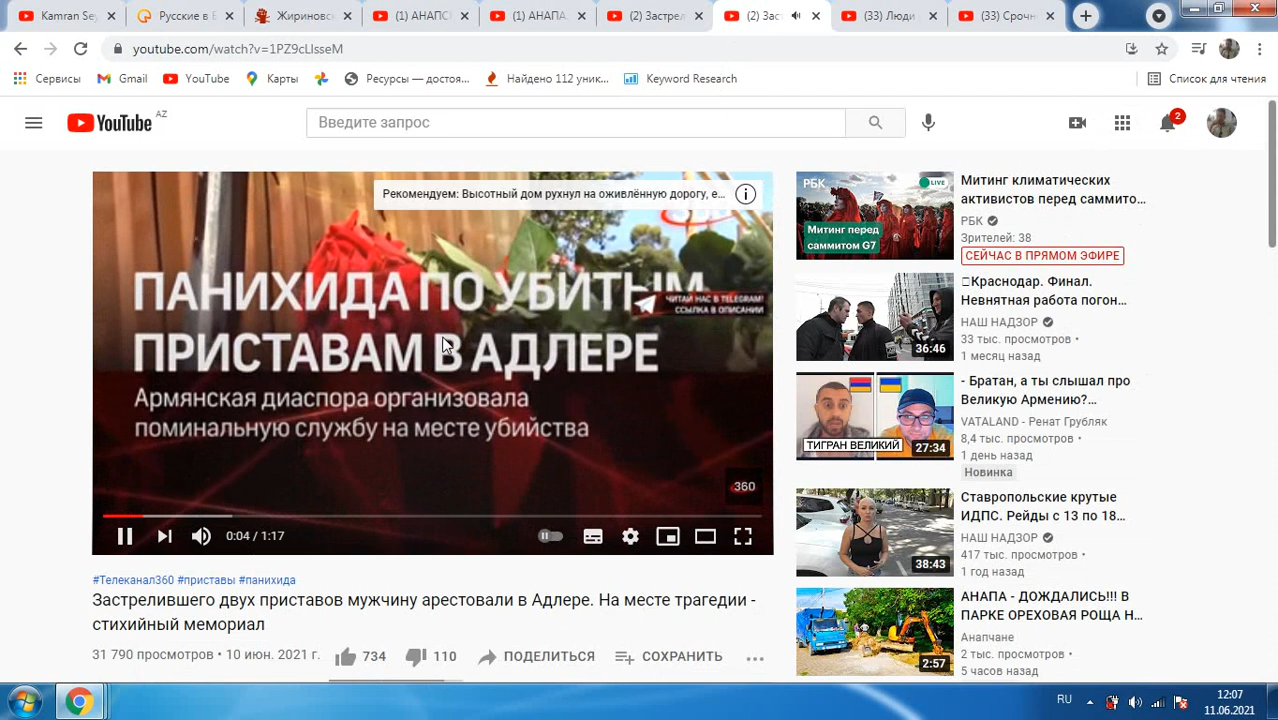 Kamran Sey
Русские в Е
Жириновс
(1) АНАПС
(1) АНАП
(2) Застрел
(2) Зас
(33) Люди
(33) Сроч
youtube.com/watch?v=1PZ9cLIsseM
Сервисы
Gmail
YouTube
Карты
Ресурсы — достоя...
Найдено 112 уник...
Keyword Research
Список для чтения
YouTube AZ
Введите запрос
2
Рекомендуем: Высотный дом рухнул на оживлённую дорогу, е...
ПАНИХИДА ПО УБИТЫМ
ПРИСТАВАМ В АДЛЕРЕ
ЧИТАЙ НАС В TELEGRAM!
ССЫЛКА В ОПИСАНИИ
Армянская диаспора организовала
поминальную службу на месте убийства
360
0:04 / 1:17
#Телеканал360 #приставы #панихида
Застрелившего двух приставов мужчину арестовали в Адлере. На месте трагедии -
стихийный мемориал
31 790 просмотров • 10 июн. 2021 г.
734
110
ПОДЕЛИТЬСЯ
СОХРАНИТЬ
РБК
LIVE
Митинг перед
саммитом G7
Митинг климатических
активистов перед саммито...
РБК
Зрителей: 38
СЕЙЧАС В ПРЯМОМ ЭФИРЕ
36:46
Краснодар. Финал.
Невнятная работа погон...
НАШ НАДЗОР
33 тыс. просмотров •
1 месяц назад
ТИГРАН ВЕЛИКИЙ
27:34
- Братан, а ты слышал про
Великую Армению?...
VATALAND - Ренат Грубляк
8,4 тыс. просмотров •
1 день назад
Новинка
38:43
Ставропольские крутые
ИДПС. Рейды с 13 по 18...
НАШ НАДЗОР
417 тыс. просмотров •
1 год назад
2:57
АНАПА - ДОЖДАЛИСЬ!!! В
ПАРКЕ ОРЕХОВАЯ РОЩА Н...
Анапчане
2 тыс. просмотров •
5 часов назад
RU
12:07
11.06.2021